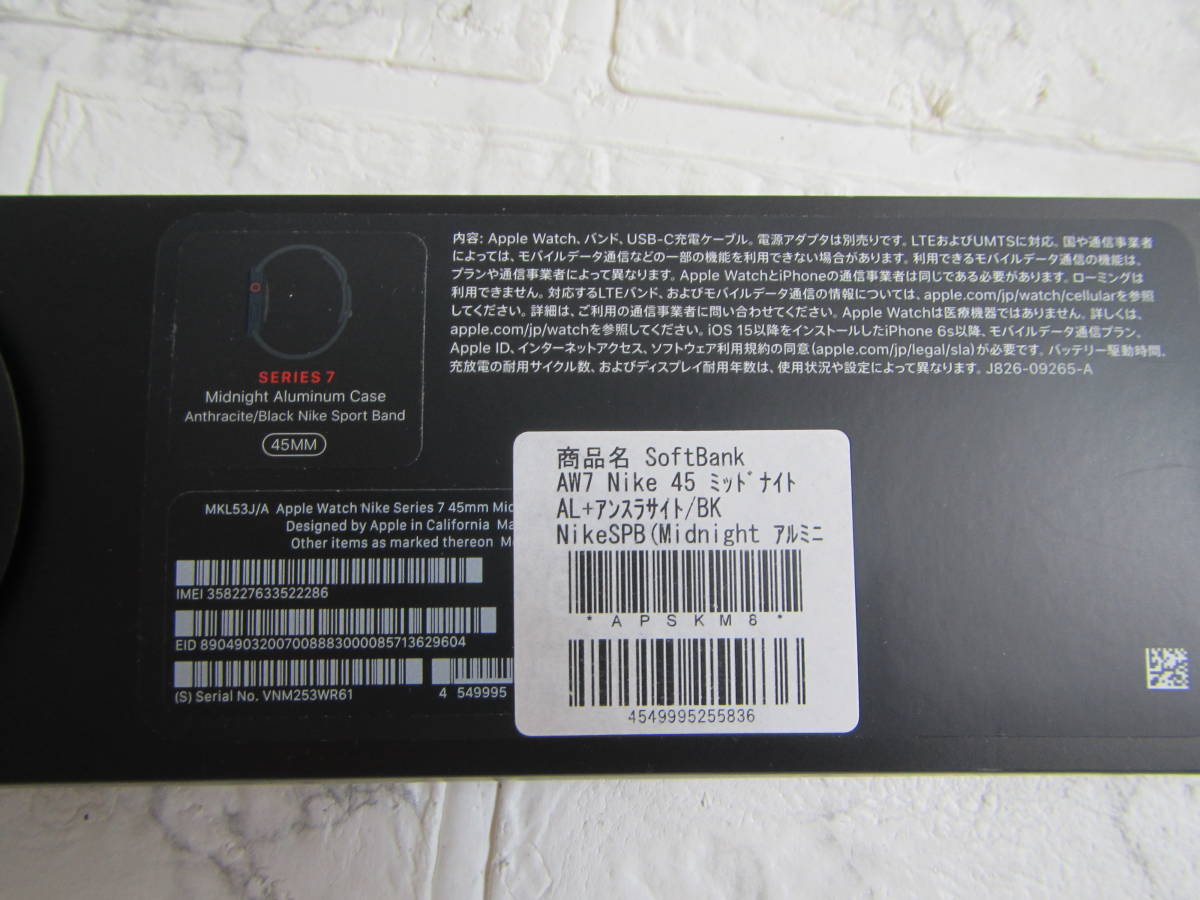 内容: Apple Watch、バンド、USB-C充電ケーブル。電源アダプタは別売りです。LTEおよびUMTSに対応。国や通信事業者
によっては、モバイルデータ通信などの一部の機能を利用できない場合があります。利用できるモバイルデータ通信の機能は、
プランや通信事業者によって異なります。Apple WatchとiPhoneの通信事業者は同じである必要があります。ローミングは
利用できません。対応するLTEバンド、およびモバイルデータ通信の情報については、apple.com/jp/watch/cellularを参照
してください。詳細は、ご利用の通信事業者に問い合わせてください。Apple Watchは医療機器ではありません。詳しくは、
apple.com/jp/watchを参照してください。iOS 15以降をインストールしたiPhone 6s以降、モバイルデータ通信プラン、
Apple ID、インターネットアクセス、ソフトウェア利用規約の同意(apple.com/jp/legal/sla)が必要です。バッテリー駆動時間、
充放電の耐用サイクル数、およびディスプレイ耐用年数は、使用状況や設定によって異なります。J826-09265-A
SERIES 7
Midnight Aluminum Case
Anthracite/Black Nike Sport Band
45MM
MKL53J/A Apple Watch Nike Series 7 45mm Mid
Designed by Apple in California Ma
Other items as marked thereon Mo
IMEI 358227633522286
EID 89049032007008883000085713629604
(S) Serial No. VNM253WR61
4 549995
商品名 SoftBank
AW7 Nike 45 ミッドナイト
AL+アンスラサイト/BK
NikeSPB(Midnight アルミニ
*APSKM8*
4549995255836